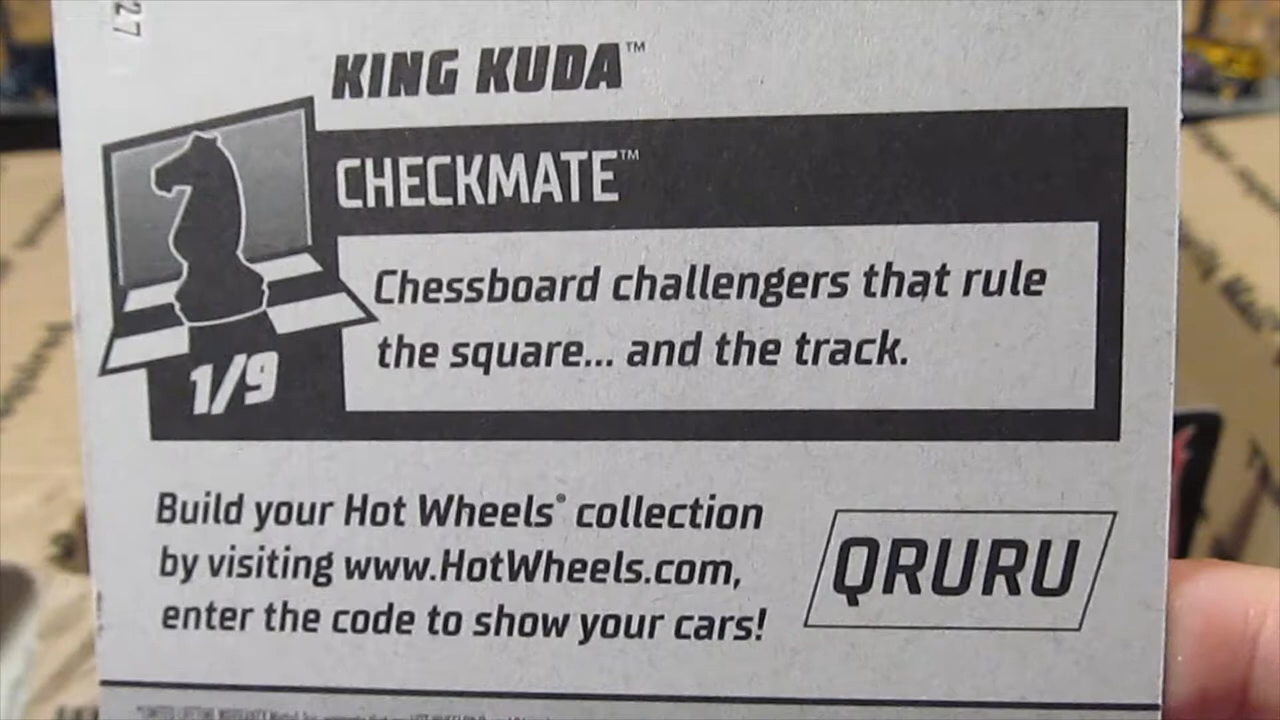 27
KING KUDA™
CHECKMATE™
Chessboard challengers that rule
the square... and the track.
1/9
Build your Hot Wheels® collection
by visiting www.HotWheels.com,
enter the code to show your cars!
QRURU